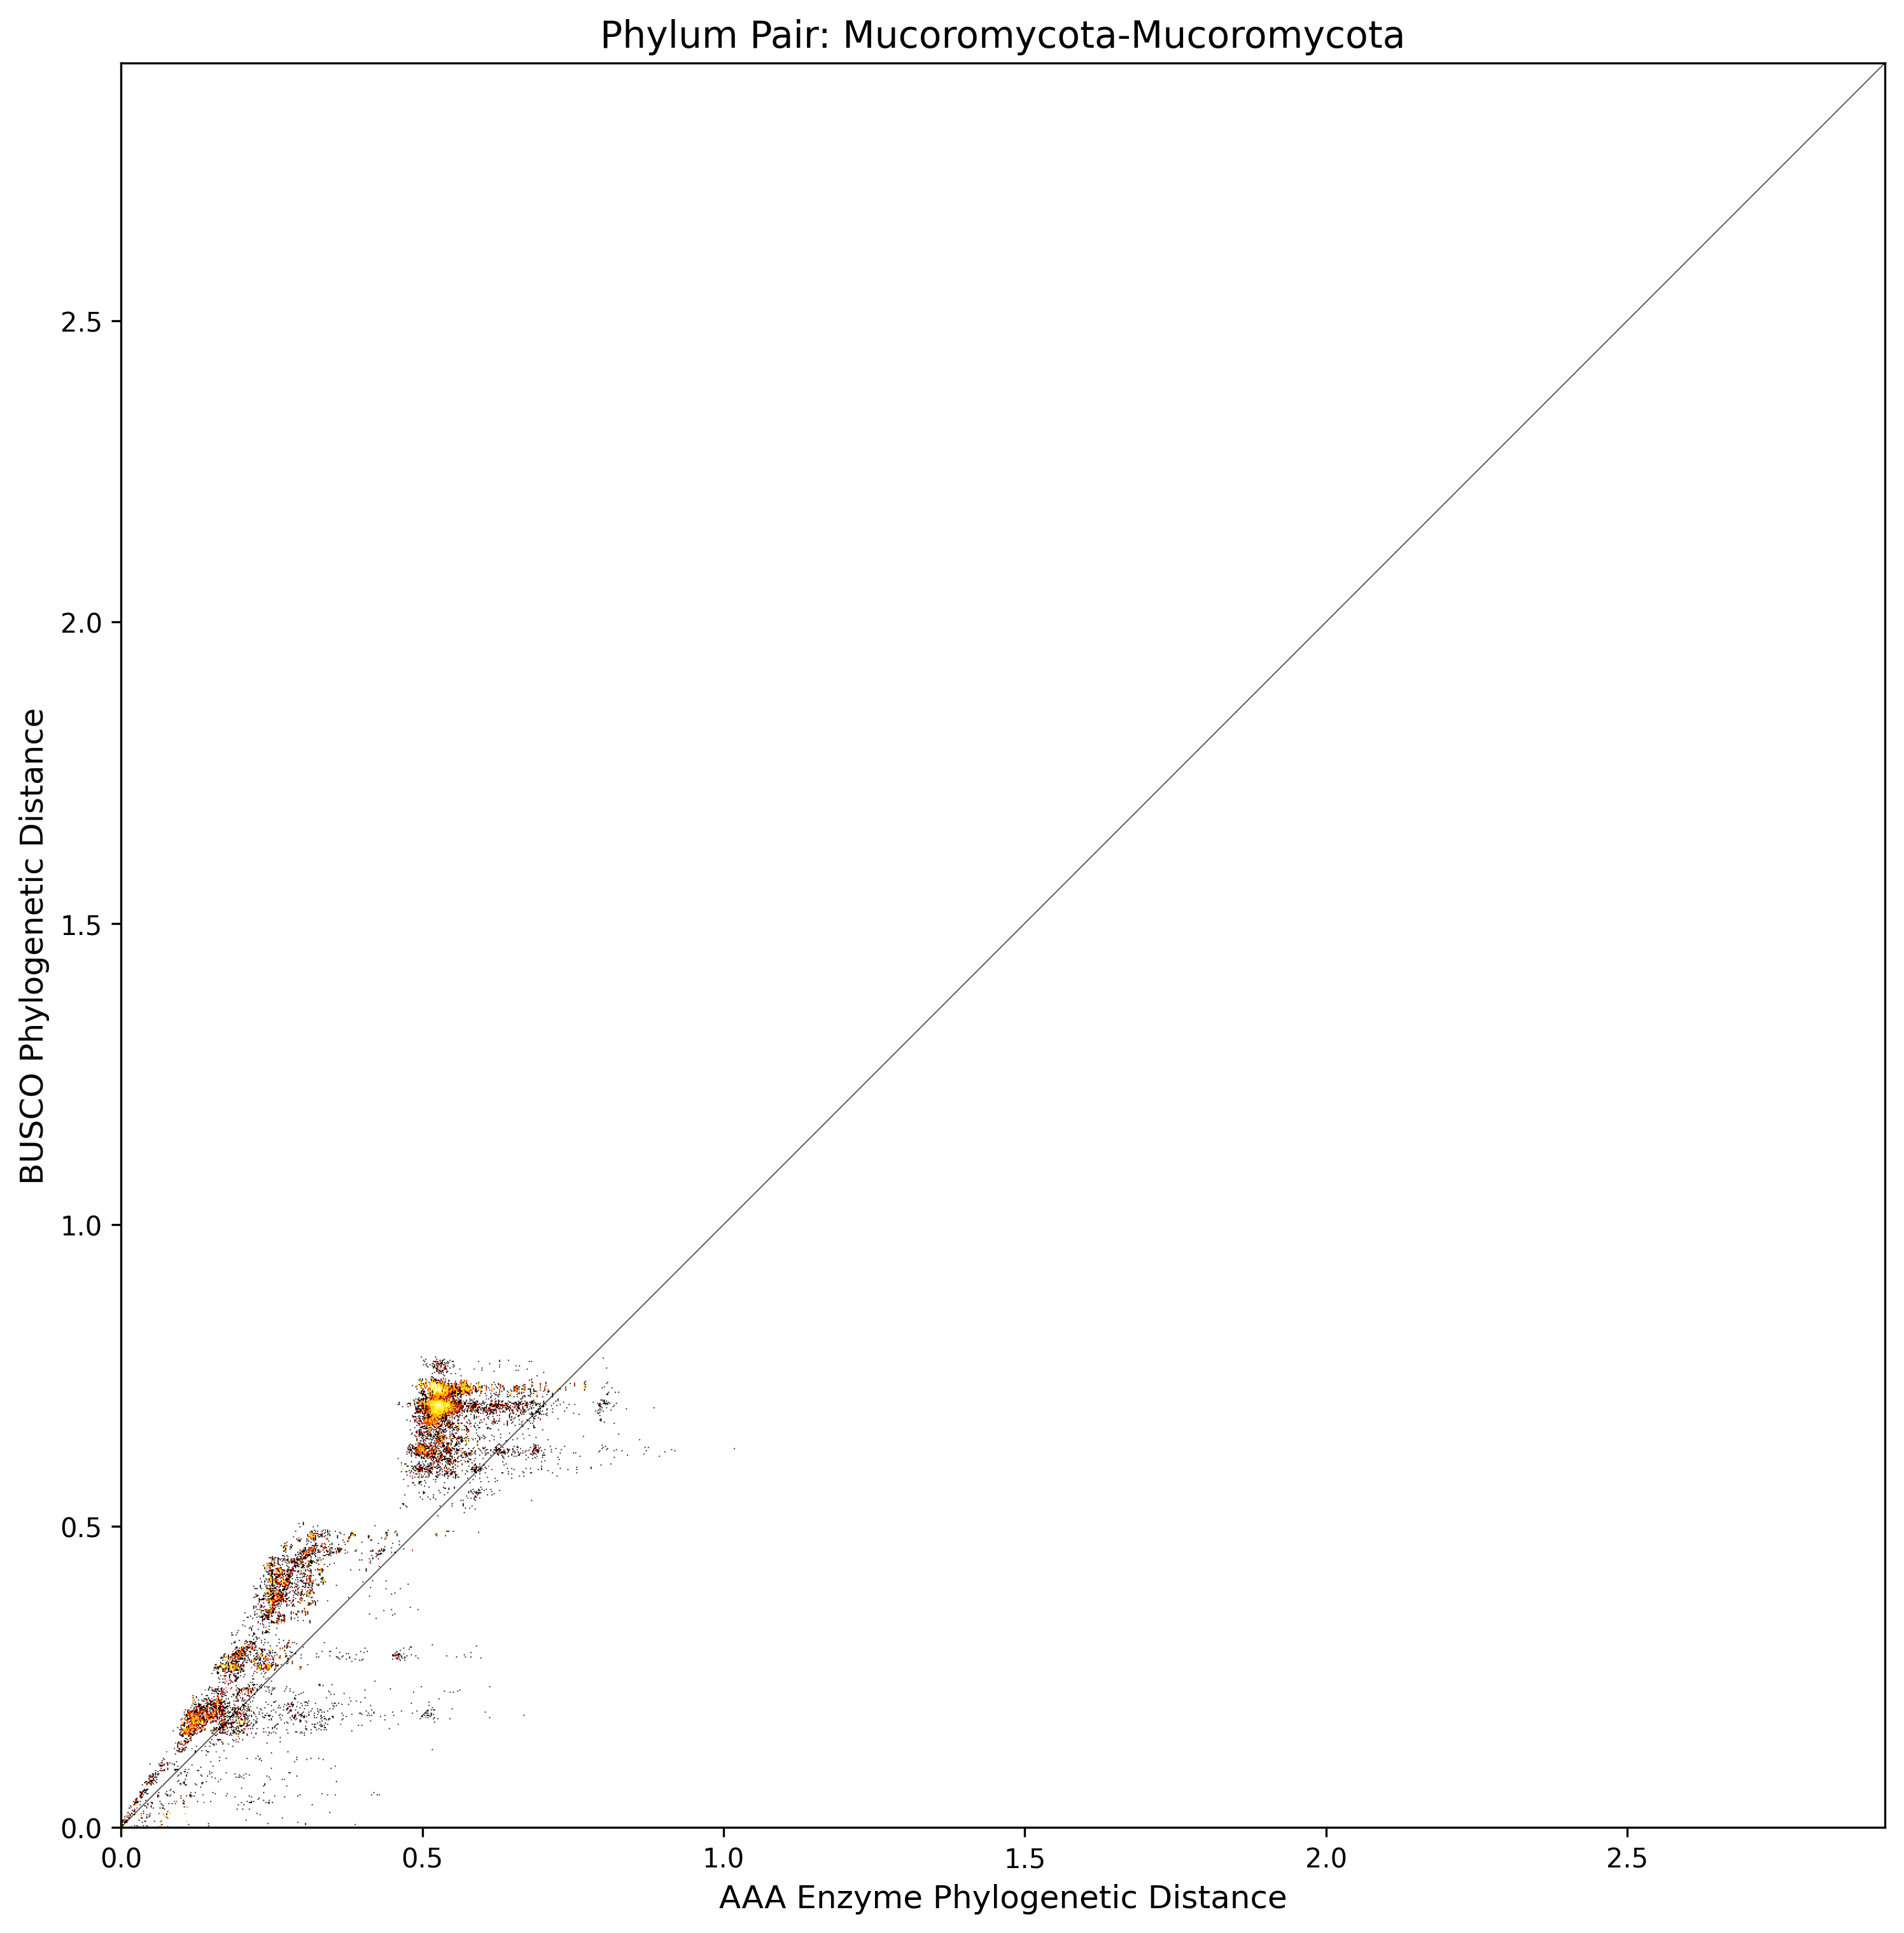 Phylum Pair: Mucoromycota-Mucoromycota
BUSCO Phylogenetic Distance
2.5
2.0
1.5
1.0
0.5
0.0
0.0 0.5 1.0 1.5 2.0 2.5
AAA Enzyme Phylogenetic Distance